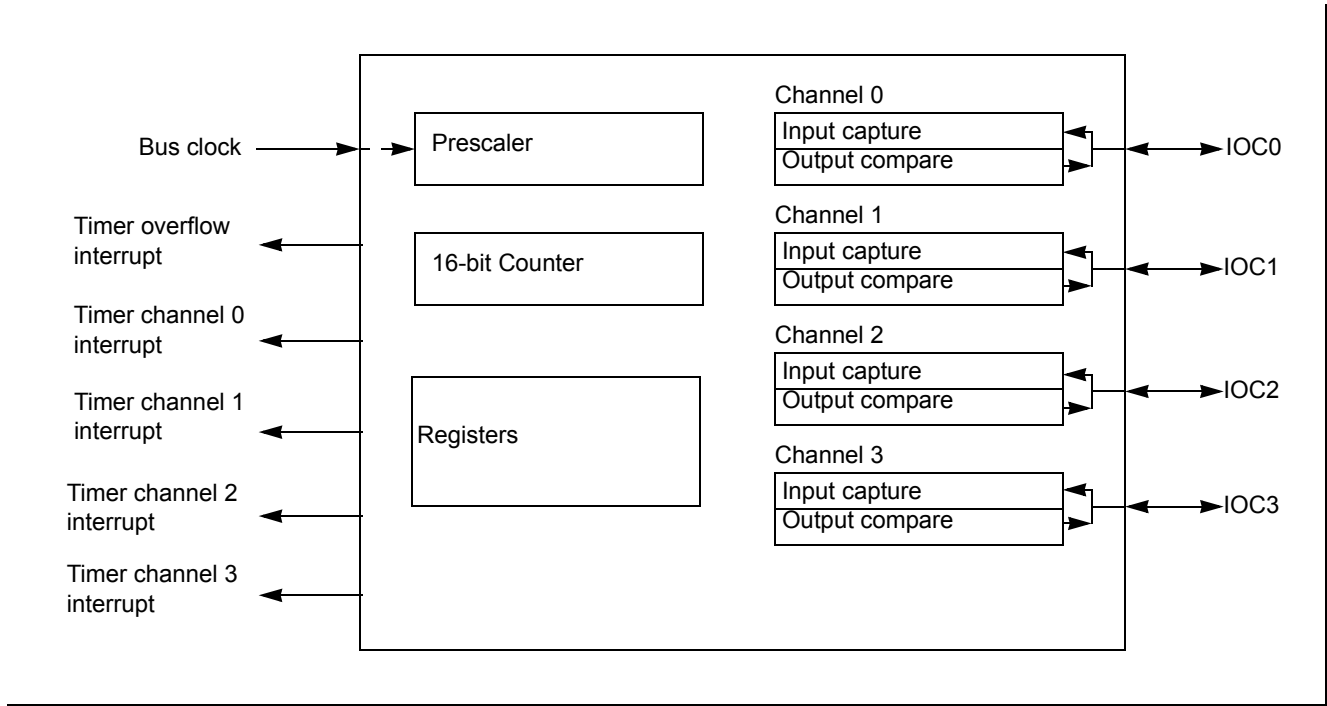 Bus clock
Timer overflow
interrupt
Timer channel 0
interrupt
Timer channel 1
interrupt
Timer channel 2
interrupt
Timer channel 3
interrupt
Prescaler
16-bit Counter
Registers
Channel 0
Input capture
Output compare
IOC0
Channel 1
Input capture
Output compare
IOC1
Channel 2
Input capture
Output compare
IOC2
Channel 3
Input capture
Output compare
IOC3